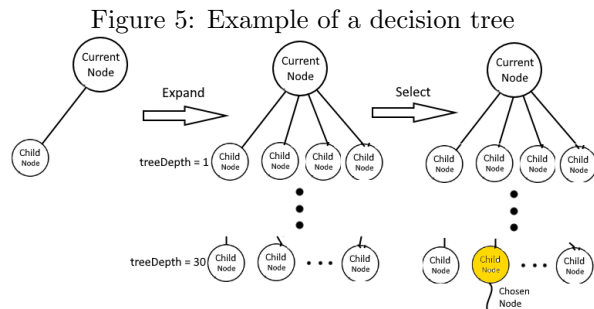 Figure 5: Example of a decision tree
Current
Node
Child
Node
Expand
Current
Node
treeDepth = 1
Child
Node
Child
Node
Child
Node
Child
Node
treeDepth = 30
Child
Node
Child
Node
Child
Node
Select
Current
Node
Child
Node
Child
Node
Child
Node
Child
Node
Child
Node
Child
Node
Child
Node
Chosen
Node